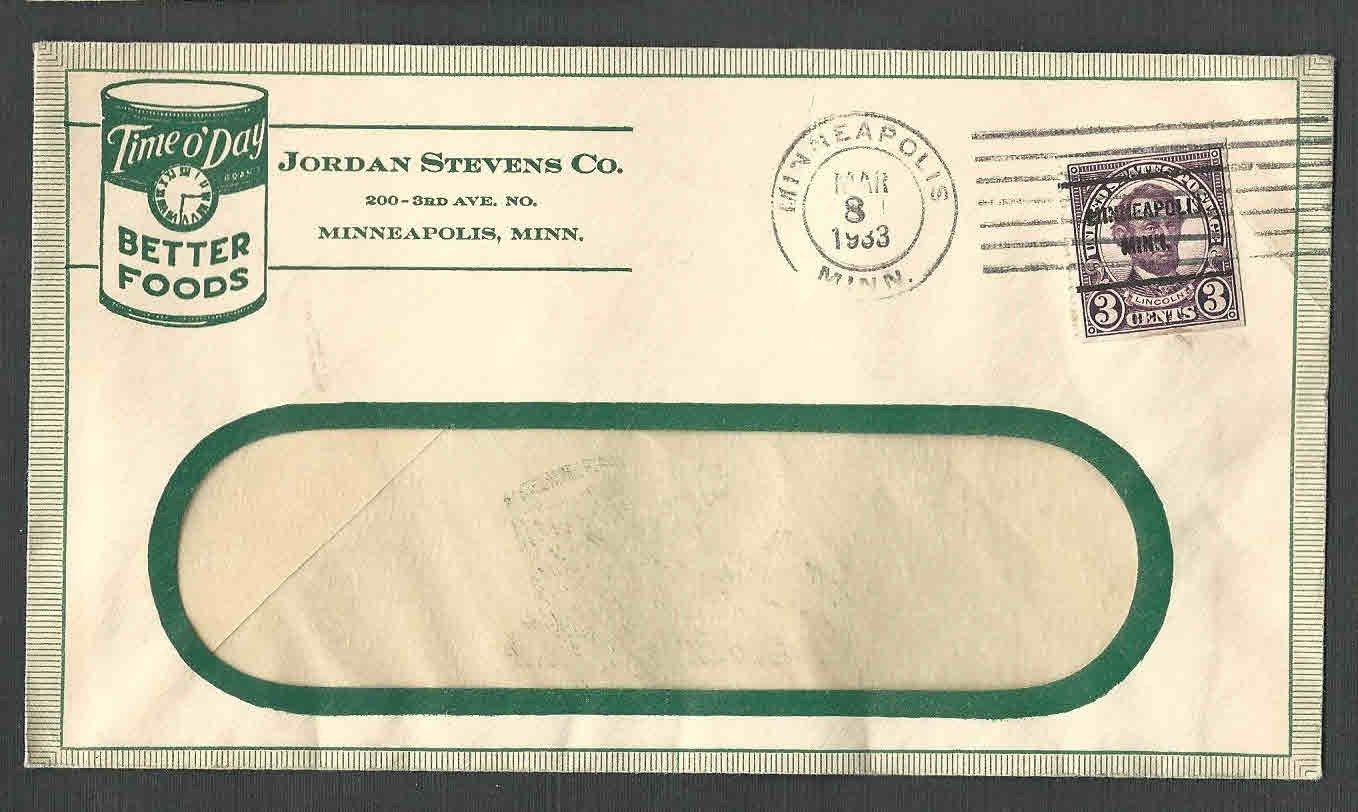 Time o' Day
BRAND
BETTER
FOODS
JORDAN STEVENS CO.
200-3RD AVE. NO.
MINNEAPOLIS, MINN.
MINNEAPOLIS
MAR
8
1933
MINN.
MINNEAPOLIS
MINN.
LINCOLN
3 CENTS 3